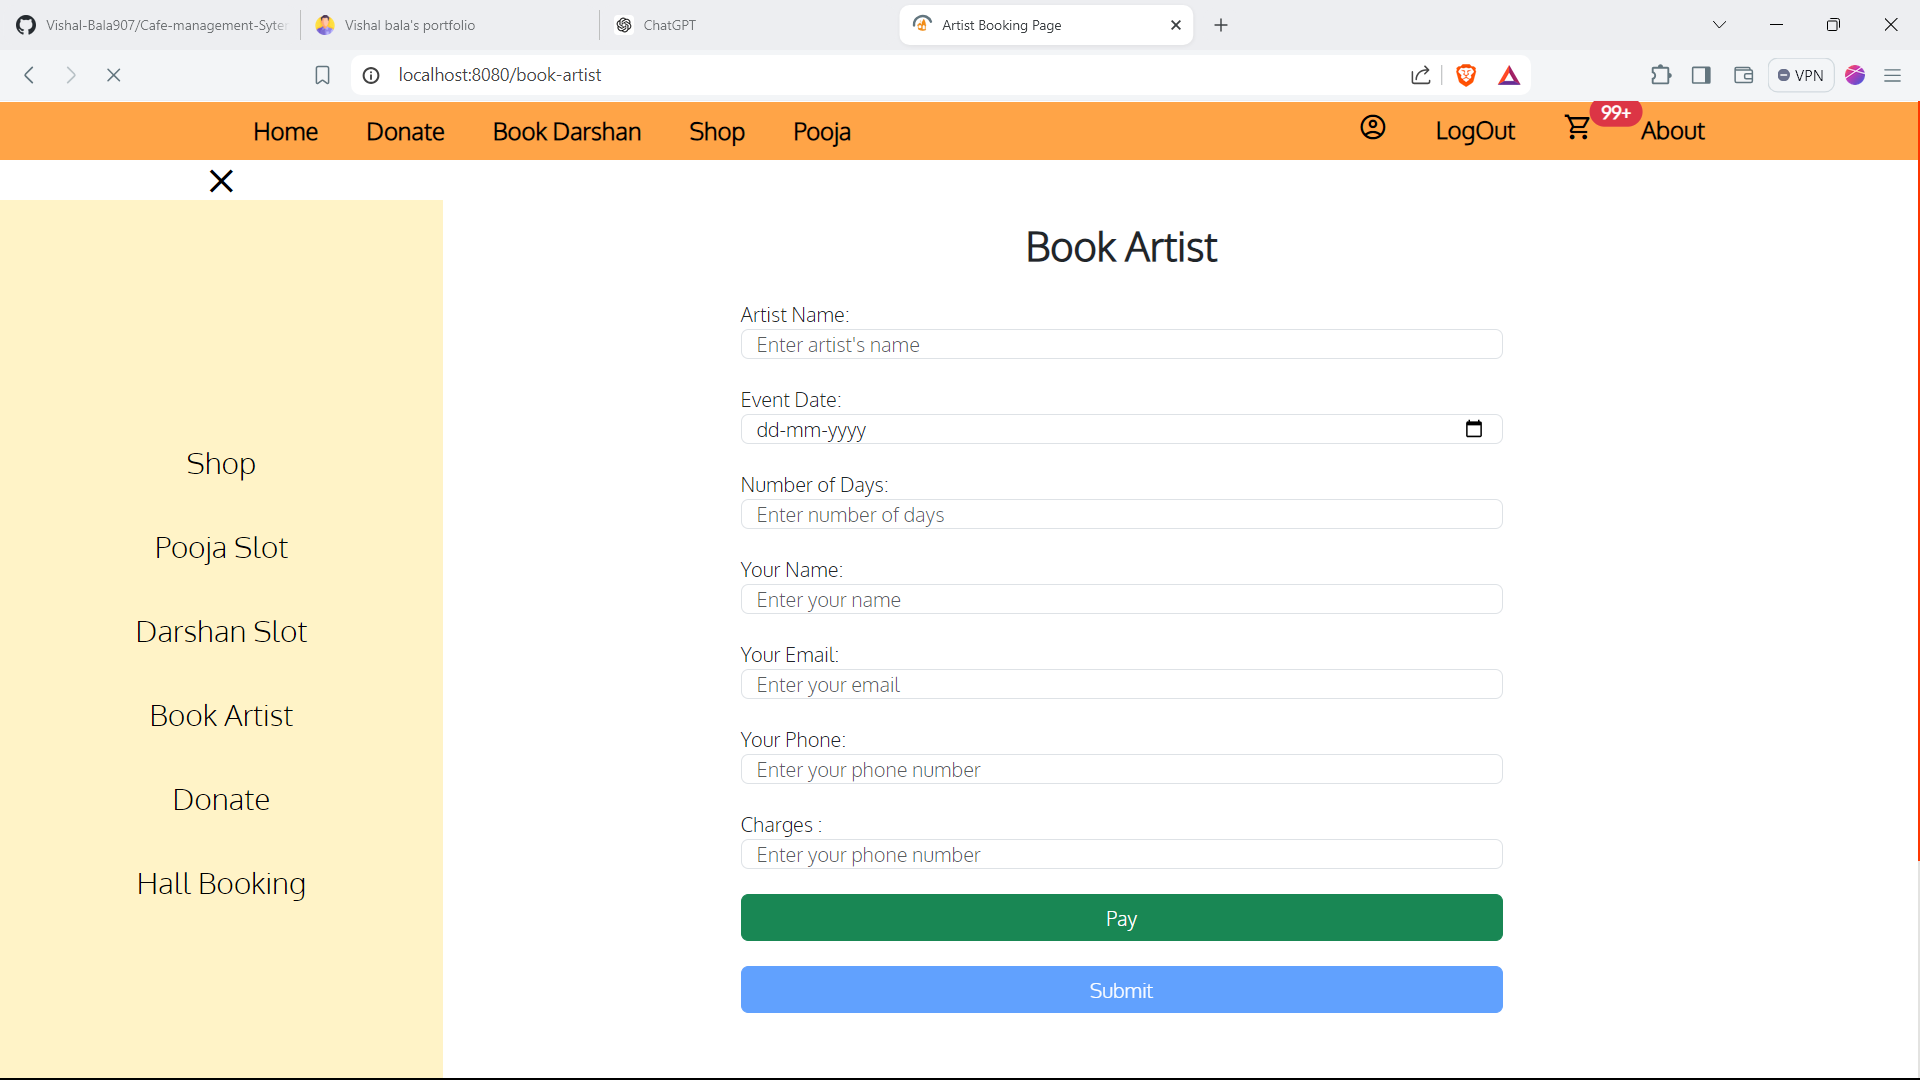 Vishal-Bala907/Cafe-management-Syte
Vishal bala's portfolio
ChatGPT
Artist Booking Page
localhost:8080/book-artist
VPN
Home
Donate
Book Darshan
Shop
Pooja
LogOut
99+
About
Shop
Pooja Slot
Darshan Slot
Book Artist
Donate
Hall Booking
Book Artist
Artist Name:
Enter artist's name
Event Date:
dd-mm-yyyy
Number of Days:
Enter number of days
Your Name:
Enter your name
Your Email:
Enter your email
Your Phone:
Enter your phone number
Charges :
Enter your phone number
Pay
Submit